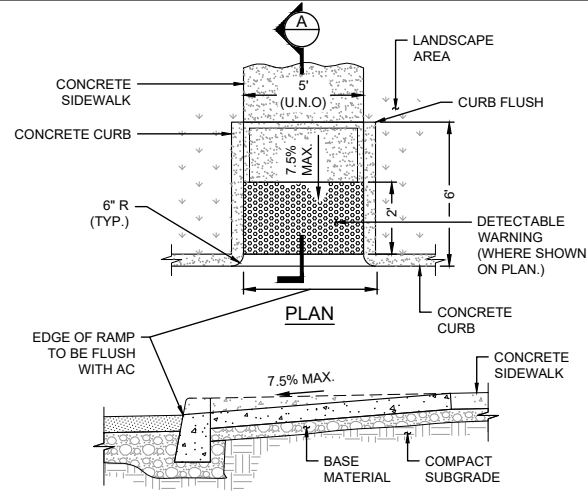 A
LANDSCAPE
AREA
CONCRETE
SIDEWALK
5'
(U.N.O)
CURB FLUSH
CONCRETE CURB
7.5%
MAX.
6'
2'
6" R
(TYP.)
DETECTABLE
WARNING
(WHERE SHOWN
ON PLAN.)
PLAN
CONCRETE
CURB
EDGE OF RAMP
TO BE FLUSH
WITH AC
7.5% MAX.
CONCRETE
SIDEWALK
BASE
MATERIAL
COMPACT
SUBGRADE